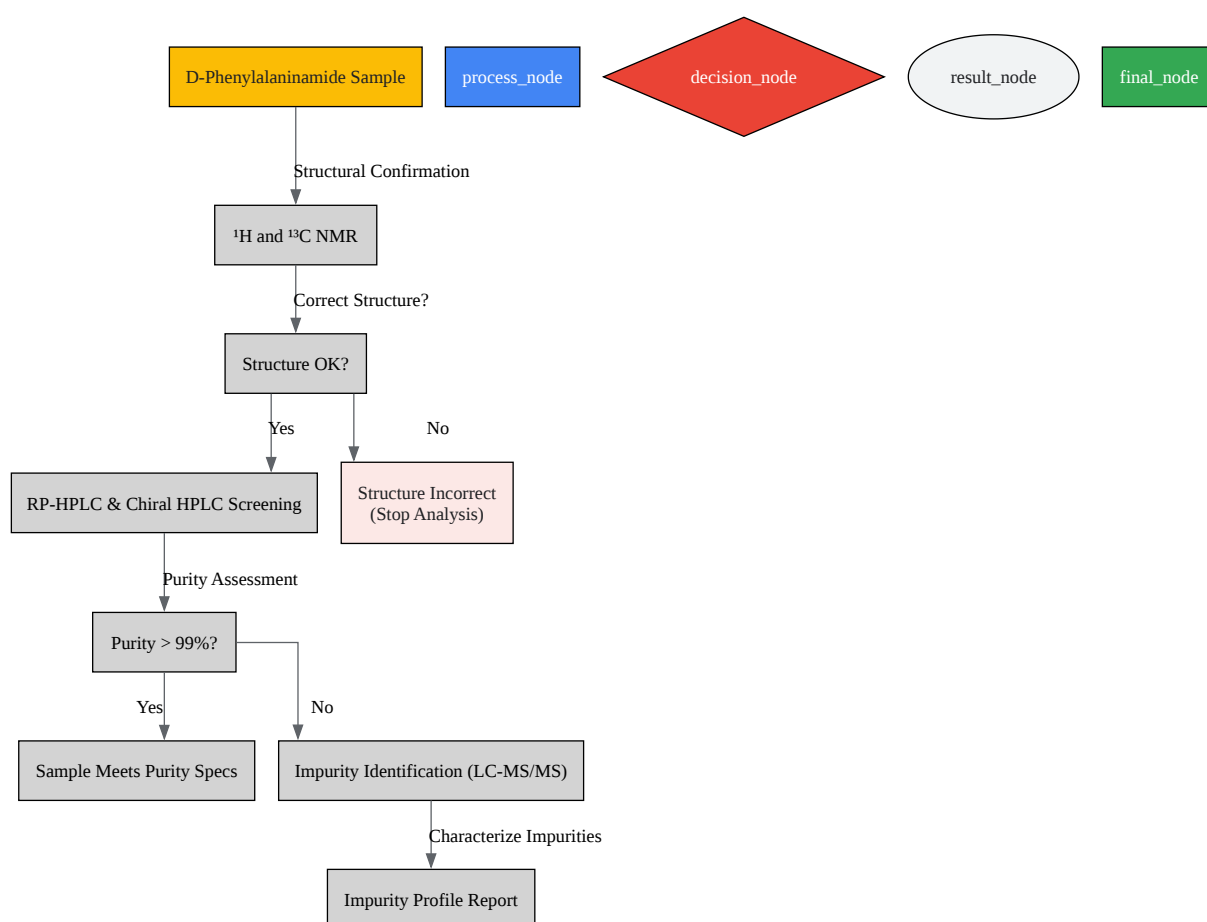 D-Phenylalaninamide Sample
process_node
decision_node
result_node
final_node
Structural Confirmation
¹H and ¹³C NMR
Correct Structure?
Structure OK?
Yes
No
RP-HPLC & Chiral HPLC Screening
Structure Incorrect
(Stop Analysis)
Purity Assessment
Purity > 99%?
Yes
No
Sample Meets Purity Specs
Impurity Identification (LC-MS/MS)
Characterize Impurities
Impurity Profile Report